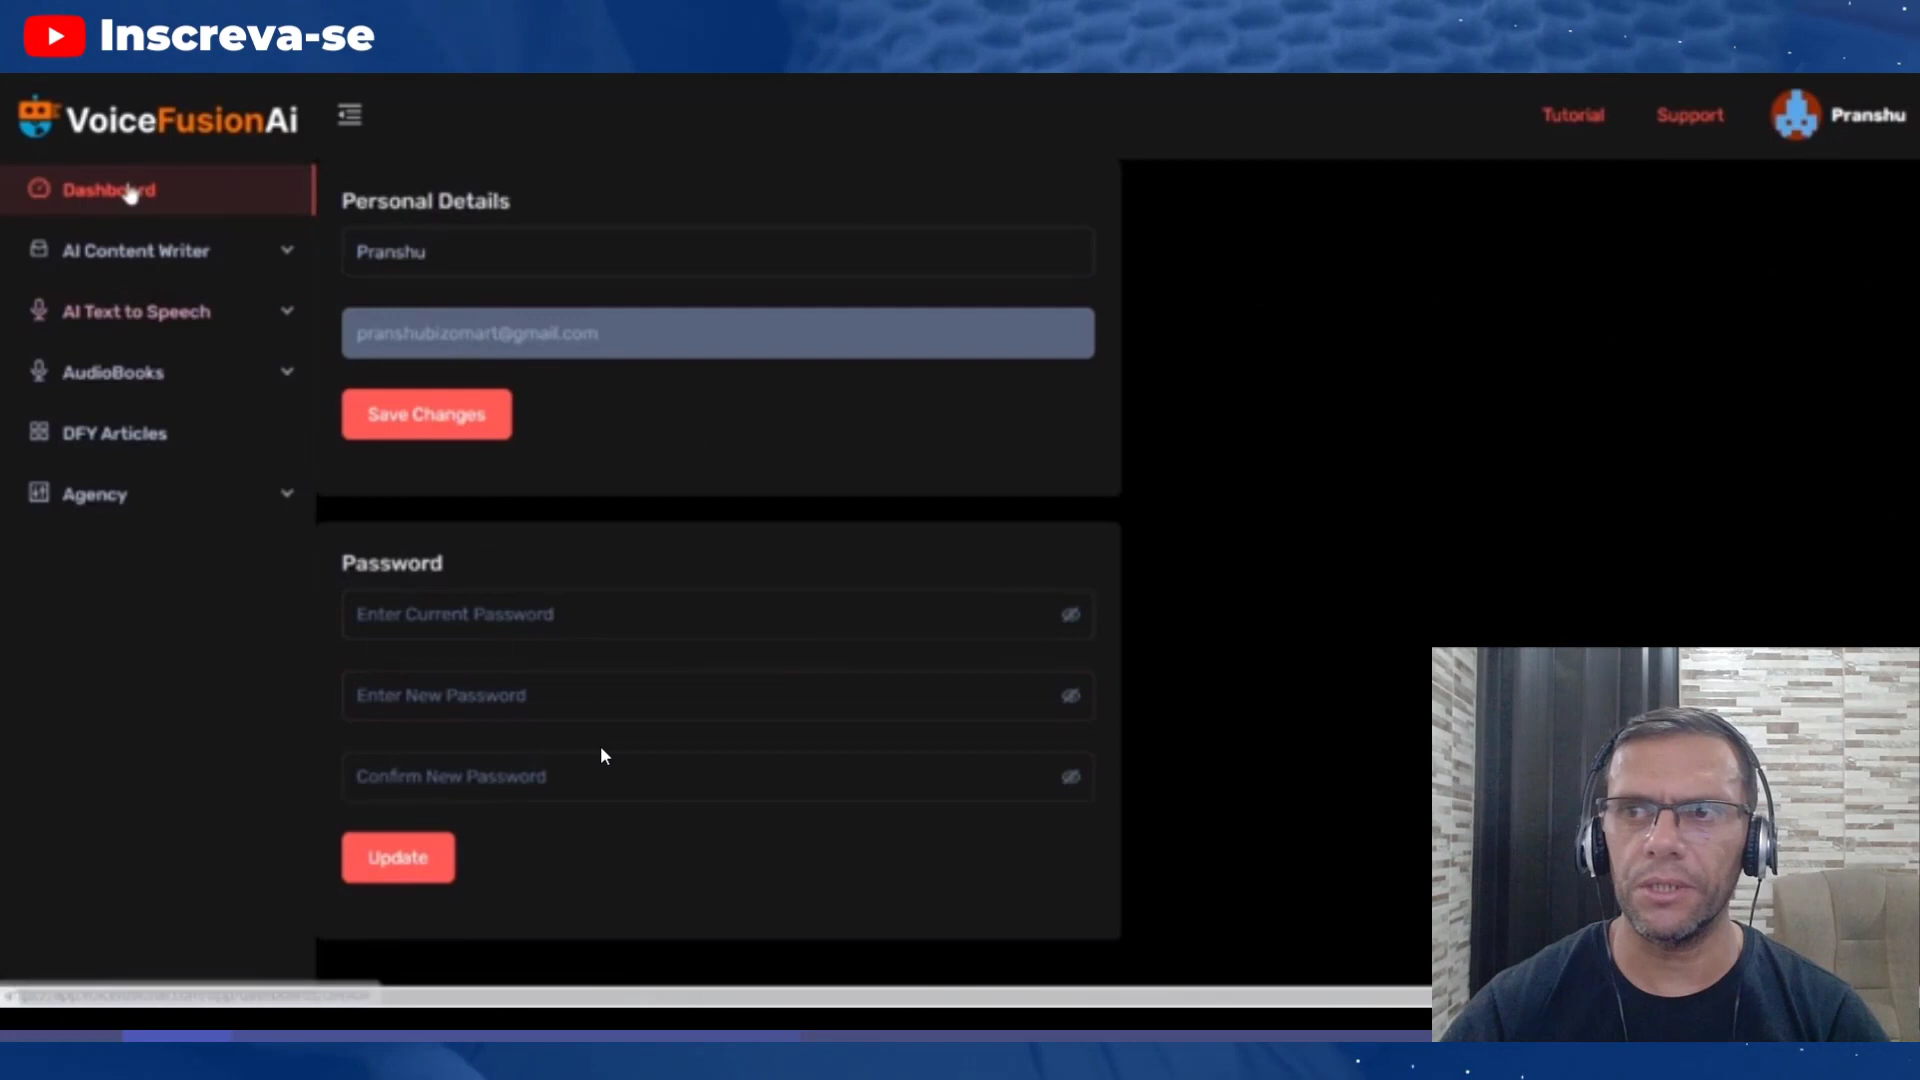 Inscreva-se
VoiceFusionAi
Tutorial
Support
Pranshu
Dashboard
AI Content Writer
AI Text to Speech
AudioBooks
DFY Articles
Agency
Personal Details
Pranshu
pranshubizomart@gmail.com
Save Changes
Password
Enter Current Password
Enter New Password
Confirm New Password
Update